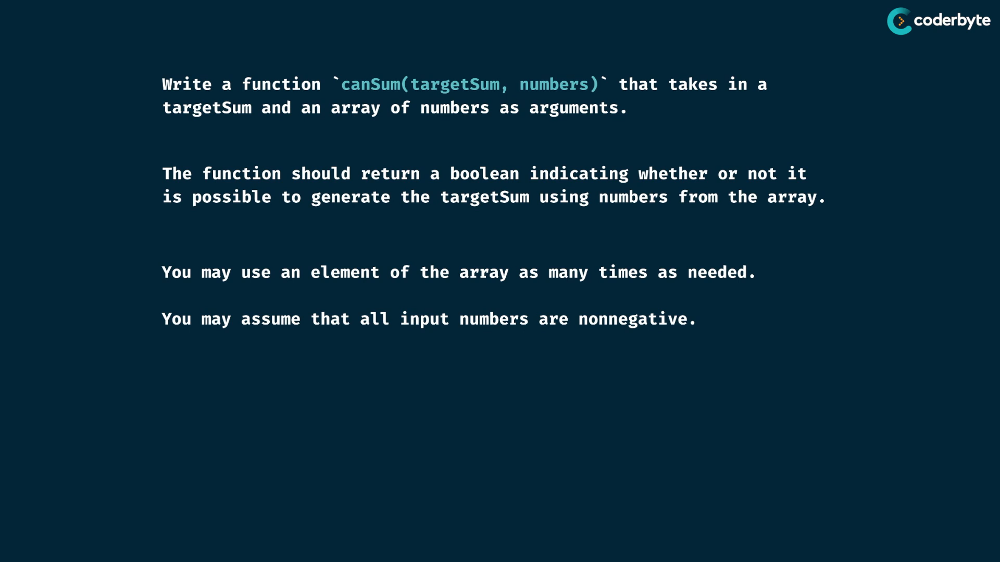 coderbyte
Write a function `canSum(targetSum, numbers)` that takes in a
targetSum and an array of numbers as arguments.
The function should return a boolean indicating whether or not it
is possible to generate the targetSum using numbers from the array.
You may use an element of the array as many times as needed.
You may assume that all input numbers are nonnegative.